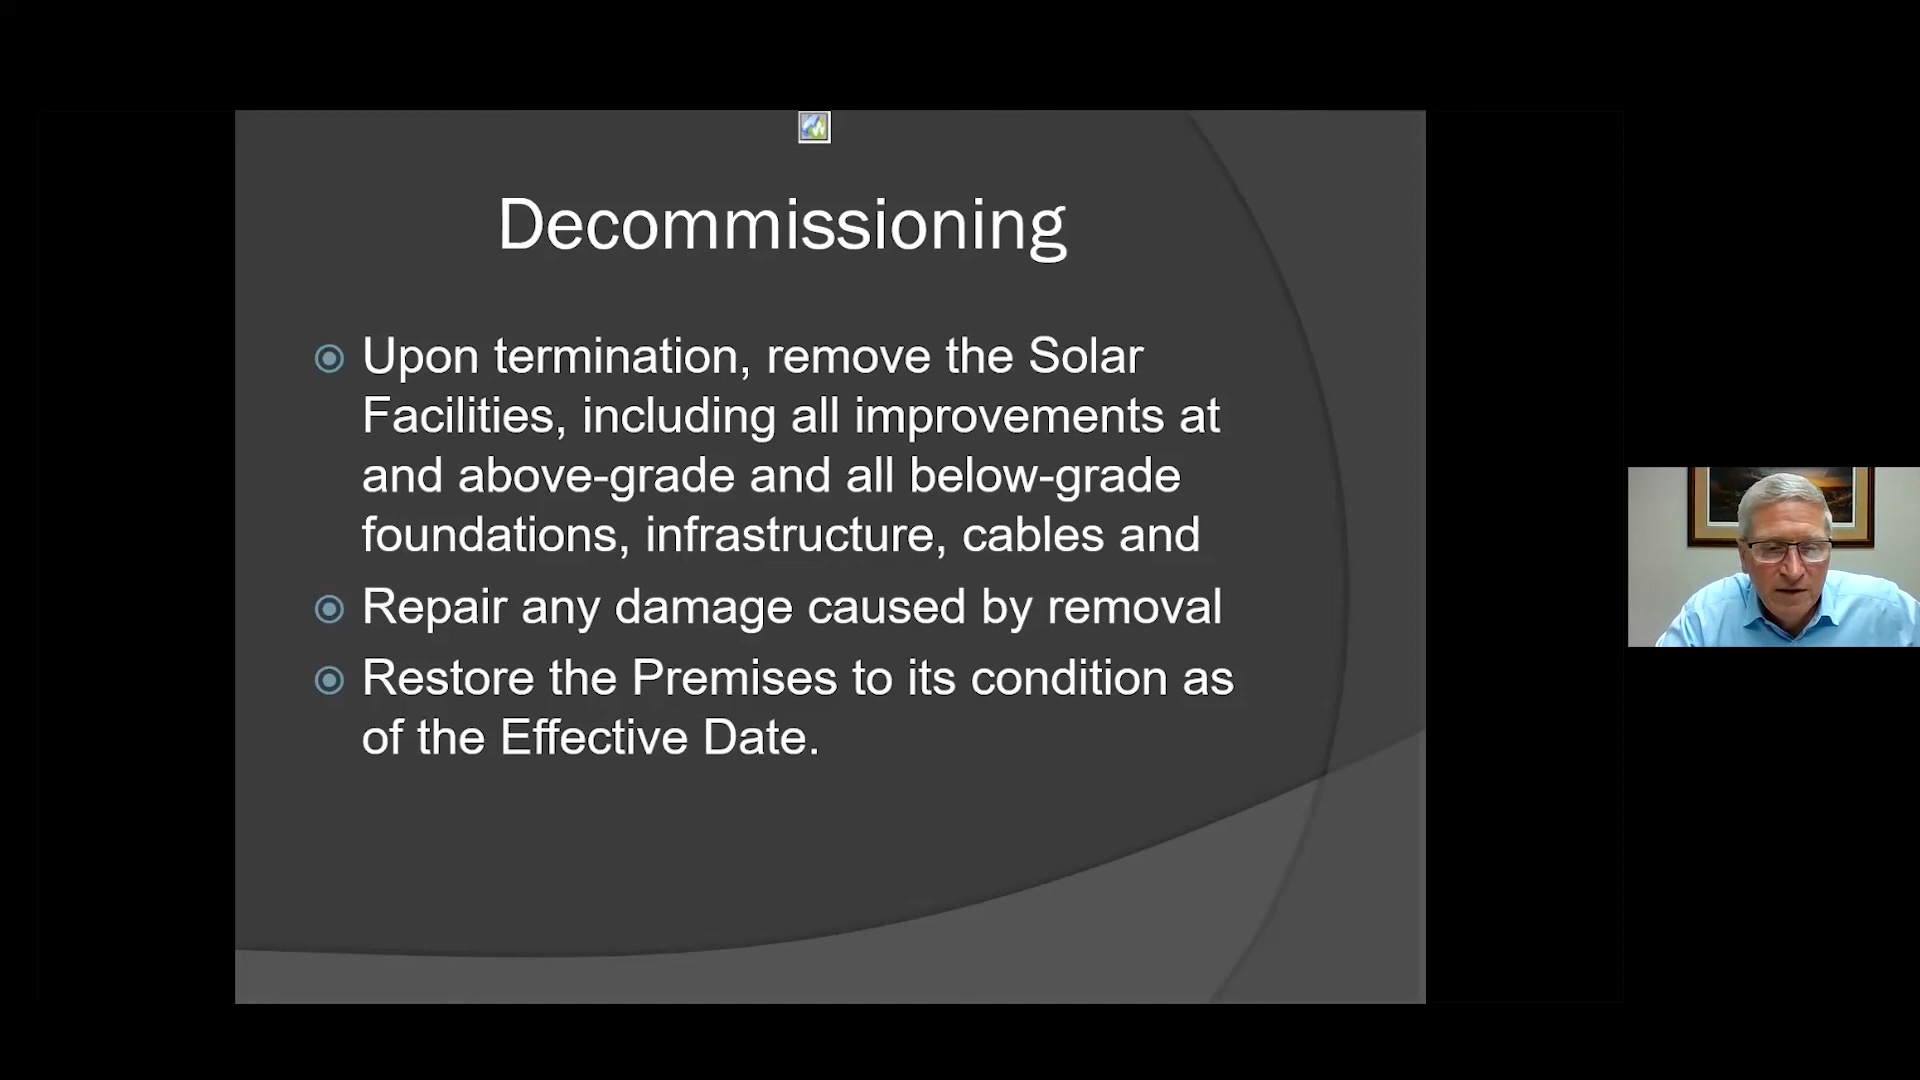 Decommissioning
Upon termination, remove the Solar
Facilities, including all improvements at
and above-grade and all below-grade
foundations, infrastructure, cables and
Repair any damage caused by removal
Restore the Premises to its condition as
of the Effective Date.